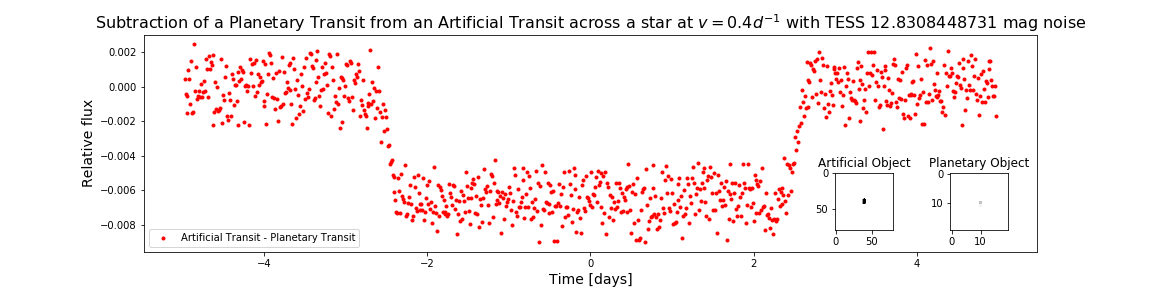 Subtraction of a Planetary Transit from an Artificial Transit across a star at v = 0.4d⁻¹ with TESS 12.8308448731 mag noise
Relative flux
0.002
0.000
−0.002
−0.004
−0.006
−0.008
Artificial Transit - Planetary Transit
Artificial Object
0
50
0 50
Planetary Object
0
10
0 10
−4 −2 0 2 4
Time [days]